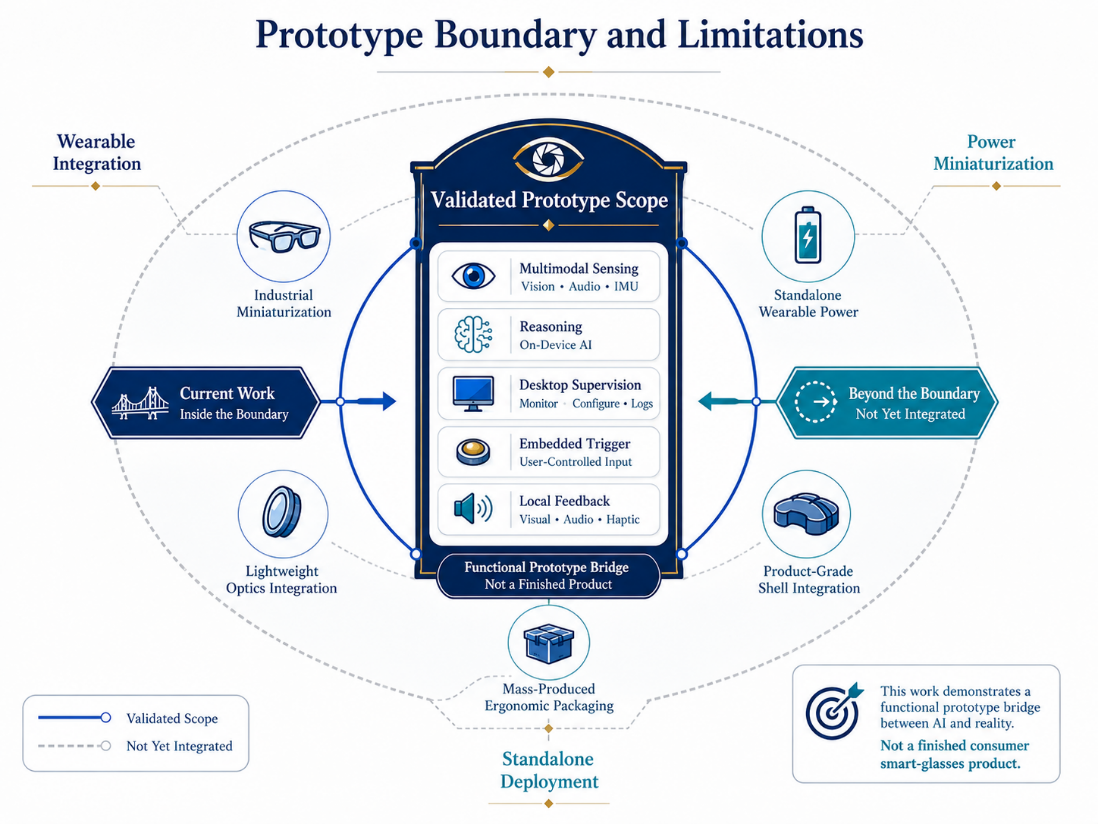 Prototype Boundary and Limitations
Wearable
Integration
Power
Miniaturization
Validated Prototype Scope
Industrial
Miniaturization
Standalone
Wearable Power
Multimodal Sensing
Vision • Audio • IMU
Reasoning
On-Device AI
Desktop Supervision
Monitor · Configure • Logs
Embedded Trigger
User-Controlled Input
Local Feedback
Visual • Audio • Haptic
Current Work
Inside the Boundary
Beyond the Boundary
Not Yet Integrated
Lightweight
Optics Integration
Product-Grade
Shell Integration
Functional Prototype Bridge
Not a Finished Product
Mass-Produced
Ergonomic Packaging
Standalone
Deployment
Validated Scope
Not Yet Integrated
This work demonstrates a
functional prototype bridge
between AI and reality.
Not a finished consumer
smart-glasses product.